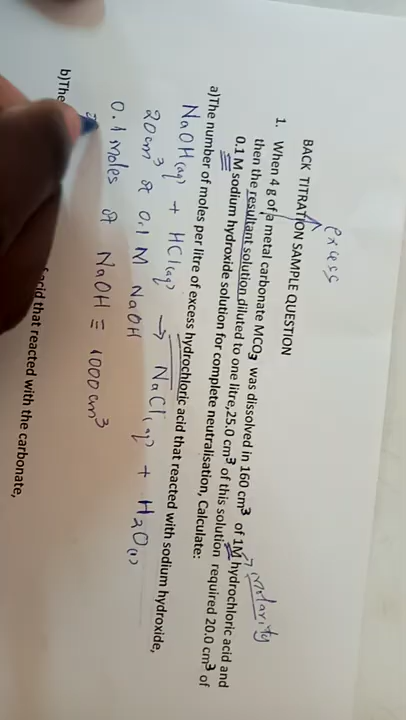 excess
BACK TITRATION SAMPLE QUESTION
molarity
1. When 4 g of a metal carbonate MCO3 was dissolved in 160 cm3 of 1M hydrochloric acid and
then the resultant solution diluted to one litre,25.0 cm3 of this solution required 20.0 cm3 of
0.1 M sodium hydroxide solution for complete neutralisation, Calculate:
a)The number of moles per litre of excess hydrochloric acid that reacted with sodium hydroxide,
NaOH(aq) + HCl(aq) → NaCl(aq) + H2O(l)
20cm3 of 0.1 M NaOH
0.1 moles of NaOH ≡ 1000cm3
b)The acid that reacted with the carbonate,